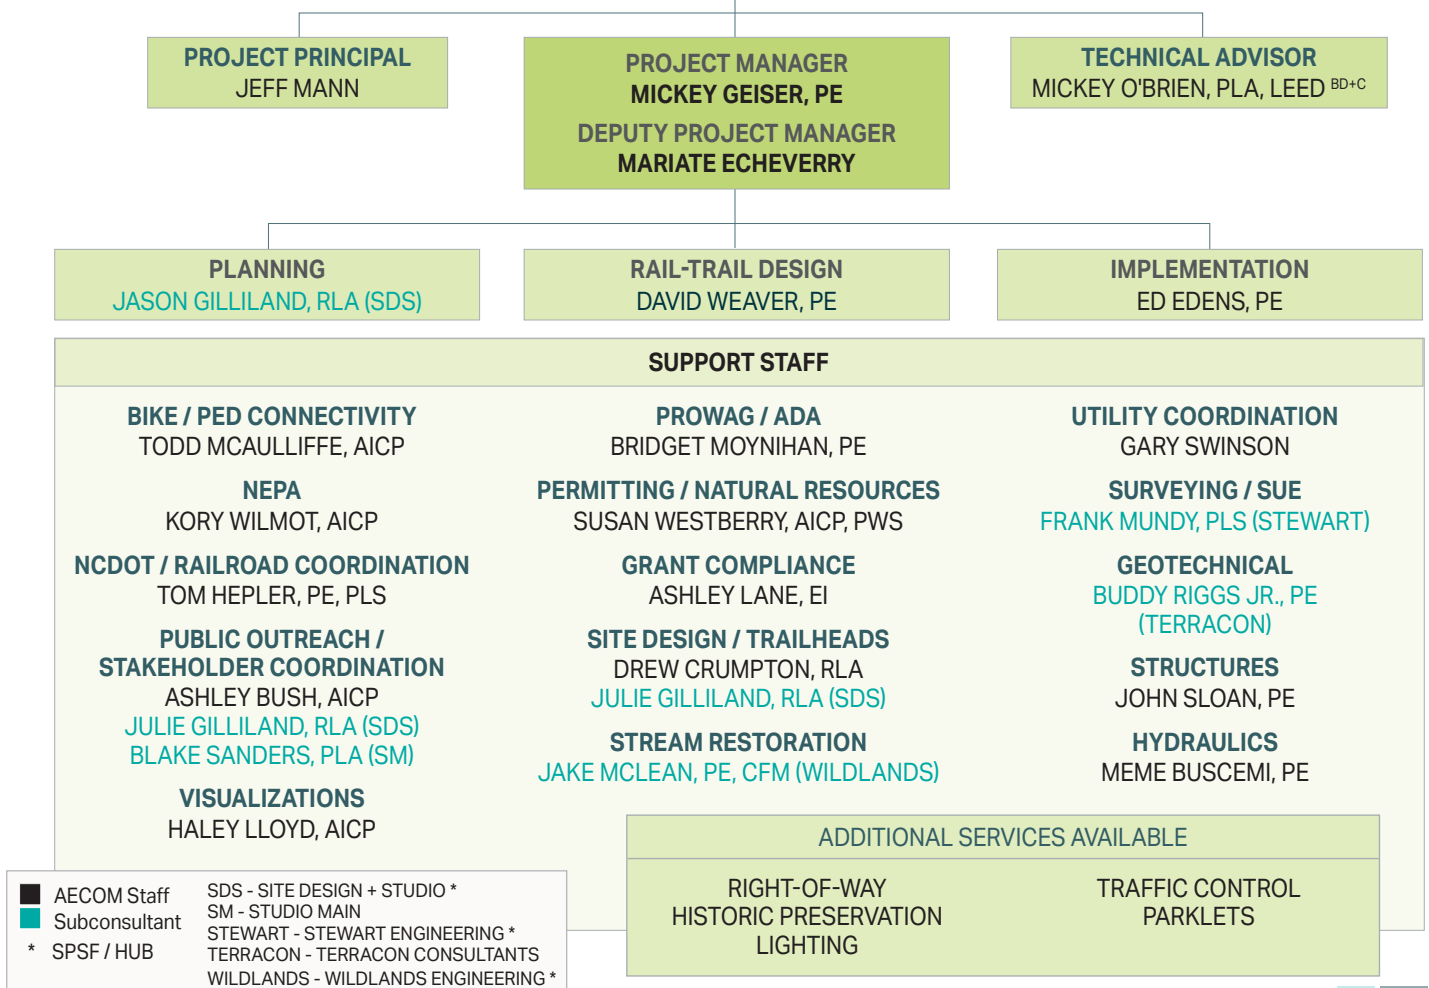 PROJECT PRINCIPAL
JEFF MANN
PROJECT MANAGER
MICKEY GEISER, PE
DEPUTY PROJECT MANAGER
MARIATE ECHEVERRY
TECHNICAL ADVISOR
MICKEY O'BRIEN, PLA, LEED BD+C
PLANNING
JASON GILLILAND, RLA (SDS)
RAIL-TRAIL DESIGN
DAVID WEAVER, PE
IMPLEMENTATION
ED EDENS, PE
SUPPORT STAFF
BIKE / PED CONNECTIVITY
TODD MCAULLIFFE, AICP
NEPA
KORY WILMOT, AICP
NCDOT / RAILROAD COORDINATION
TOM HEPLER, PE, PLS
PUBLIC OUTREACH /
STAKEHOLDER COORDINATION
ASHLEY BUSH, AICP
JULIE GILLILAND, RLA (SDS)
BLAKE SANDERS, PLA (SM)
VISUALIZATIONS
HALEY LLOYD, AICP
PROWAG / ADA
BRIDGET MOYNIHAN, PE
PERMITTING / NATURAL RESOURCES
SUSAN WESTBERRY, AICP, PWS
GRANT COMPLIANCE
ASHLEY LANE, EI
SITE DESIGN / TRAILHEADS
DREW CRUMPTON, RLA
JULIE GILLILAND, RLA (SDS)
STREAM RESTORATION
JAKE MCLEAN, PE, CFM (WILDLANDS)
UTILITY COORDINATION
GARY SWINSON
SURVEYING / SUE
FRANK MUNDY, PLS (STEWART)
GEOTECHNICAL
BUDDY RIGGS JR., PE
(TERRACON)
STRUCTURES
JOHN SLOAN, PE
HYDRAULICS
MEME BUSCEMI, PE
ADDITIONAL SERVICES AVAILABLE
RIGHT-OF-WAY
HISTORIC PRESERVATION
LIGHTING
TRAFFIC CONTROL
PARKLETS
AECOM Staff
Subconsultant
* SPSF / HUB
SDS - SITE DESIGN + STUDIO *
SM - STUDIO MAIN
STEWART - STEWART ENGINEERING *
TERRACON - TERRACON CONSULTANTS
WILDLANDS - WILDLANDS ENGINEERING *